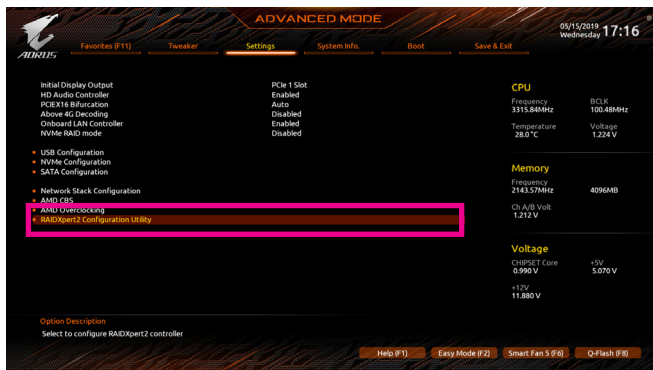 ADVANCED MODE
05/15/2019 Wednesday 17:16
AORUS
Favorites (F11) Tweaker Settings System Info. Boot Save & Exit
Initial Display Output PCIe 1 Slot
HD Audio Controller Enabled
PCIEX16 Bifurcation Auto
Above 4G Decoding Disabled
Onboard LAN Controller Enabled
NVMe RAID mode Disabled
USB Configuration
NVMe Configuration
SATA Configuration
Network Stack Configuration
AMD CBS
AMD Overclocking
RAIDXpert2 Configuration Utility
CPU
Frequency BCLK
3315.84MHz 100.48MHz
Temperature Voltage
28.0 °C 1.224 V
Memory
Frequency
2143.57MHz 4096MB
Ch A/B Volt
1.212 V
Voltage
CHIPSET Core +5V
0.990 V 5.070 V
+12V
11.880 V
Option Description
Select to configure RAIDXpert2 controller
Help (F1) Easy Mode (F2) Smart Fan 5 (F6) Q-Flash (F8)